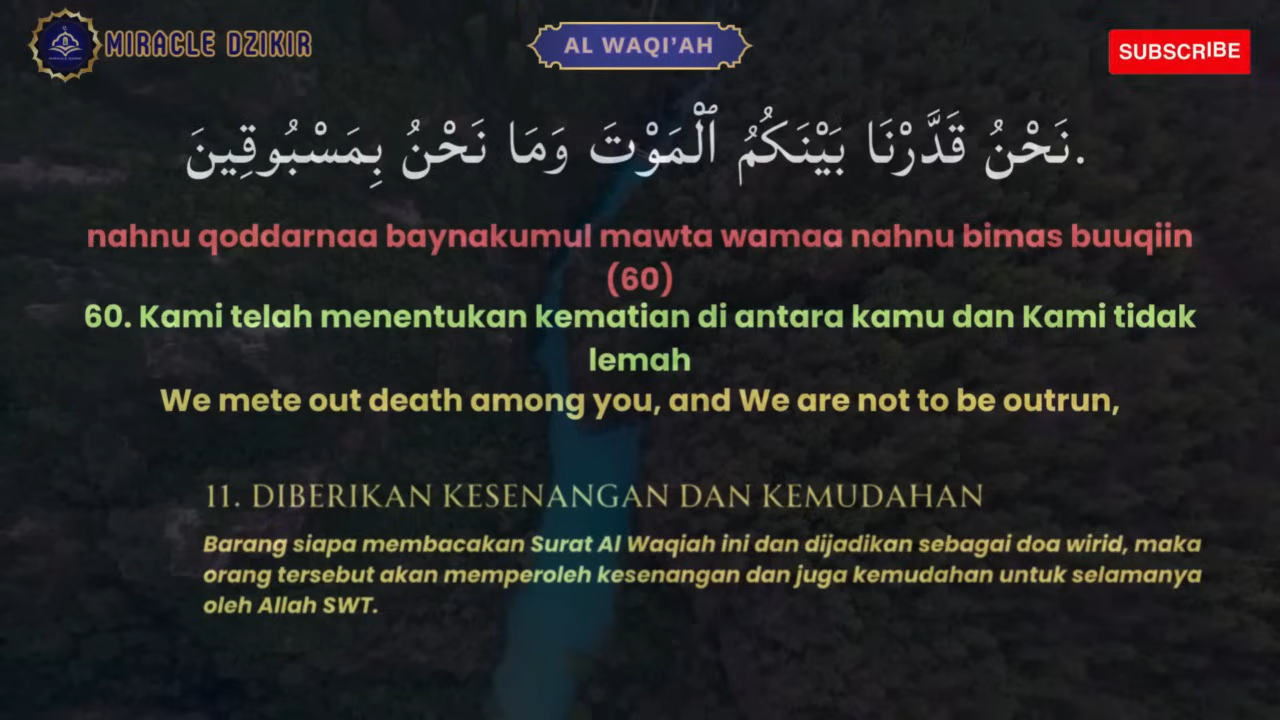 MIRACLE DZIKIR
AL WAQI'AH
SUBSCRIBE
نَحْنُ قَدَّرْنَا بَيْنَكُمُ ٱلْمَوْتَ وَمَا نَحْنُ بِمَسْبُوقِينَ.
nahnu qoddarnaa baynakumul mawta wamaa nahnu bimas buuqiin
(60)
60. Kami telah menentukan kematian di antara kamu dan Kami tidak
lemah
We mete out death among you, and We are not to be outrun,
11. DIBERIKAN KESENANGAN DAN KEMUDAHAN
Barang siapa membacakan Surat Al Waqiah ini dan dijadikan sebagai doa wirid, maka
orang tersebut akan memperoleh kesenangan dan juga kemudahan untuk selamanya
oleh Allah SWT.